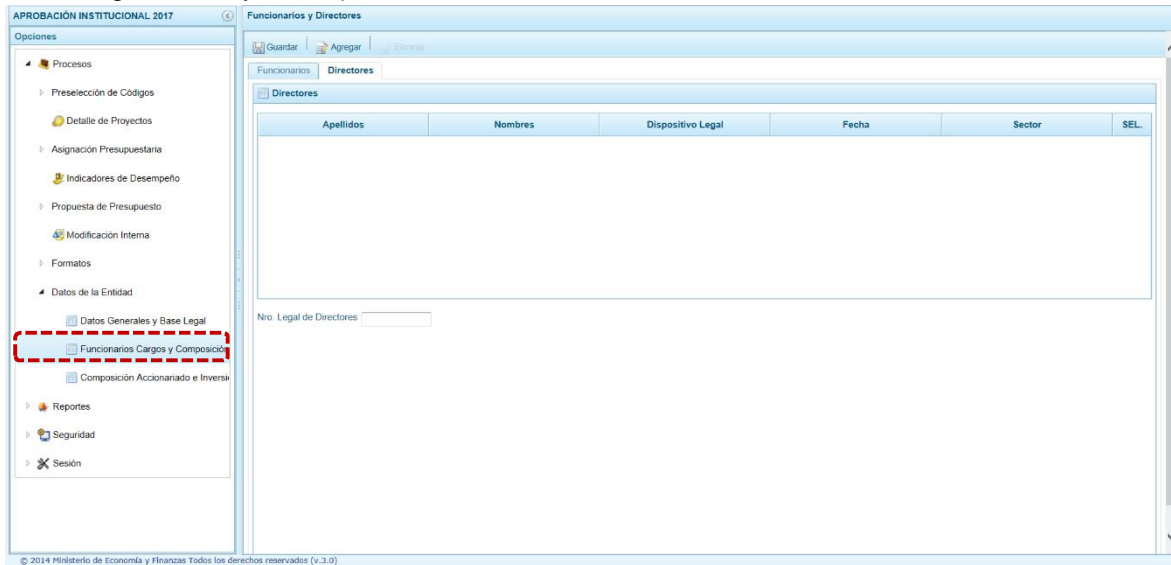 APROBACIÓN INSTITUCIONAL 2017
Opciones
Procesos
Preselección de Códigos
Detalle de Proyectos
Asignación Presupuestaria
Indicadores de Desempeño
Propuesta de Presupuesto
Modificación Interna
Formatos
Datos de la Entidad
Datos Generales y Base Legal
Funcionarios Cargos y Composición
Composición Accionariado e Inversi
Reportes
Seguridad
Sesión
Funcionarios y Directores
Guardar Agregar Eliminar
Funcionarios Directores
Directores
Apellidos Nombres Dispositivo Legal Fecha Sector SEL.
Nro. Legal de Directores
© 2014 Ministerio de Economía y Finanzas Todos los derechos reservados (v.3.0)